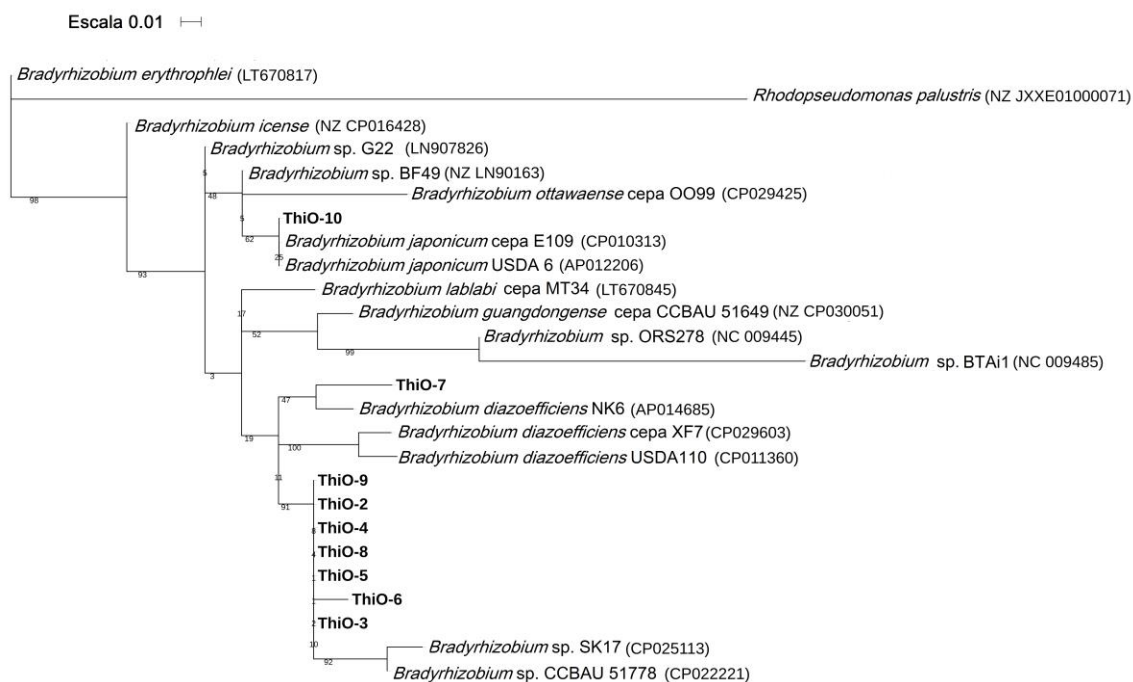 Escala 0.01
Bradyrhizobium erythrophlei (LT670817)
Rhodopseudomonas palustris (NZ JXXE01000071)
Bradyrhizobium icense (NZ CP016428)
Bradyrhizobium sp. G22 (LN907826)
5
Bradyrhizobium sp. BF49 (NZ LN90163)
48
Bradyrhizobium ottawaense cepa OO99 (CP029425)
98
ThiO-10
5
62
Bradyrhizobium japonicum cepa E109 (CP010313)
25
Bradyrhizobium japonicum USDA 6 (AP012206)
93
Bradyrhizobium lablabi cepa MT34 (LT670845)
17
Bradyrhizobium guangdongense cepa CCBAU 51649 (NZ CP030051)
52
Bradyrhizobium sp. ORS278 (NC 009445)
99
Bradyrhizobium sp. BTAi1 (NC 009485)
3
ThiO-7
47
Bradyrhizobium diazoefficiens NK6 (AP014685)
Bradyrhizobium diazoefficiens cepa XF7 (CP029603)
19
100
Bradyrhizobium diazoefficiens USDA110 (CP011360)
11
ThiO-9
91
ThiO-2
ThiO-4
8
ThiO-8
4
ThiO-5
1
ThiO-6
ThiO-3
2
10
Bradyrhizobium sp. SK17 (CP025113)
92
Bradyrhizobium sp. CCBAU 51778 (CP022221)